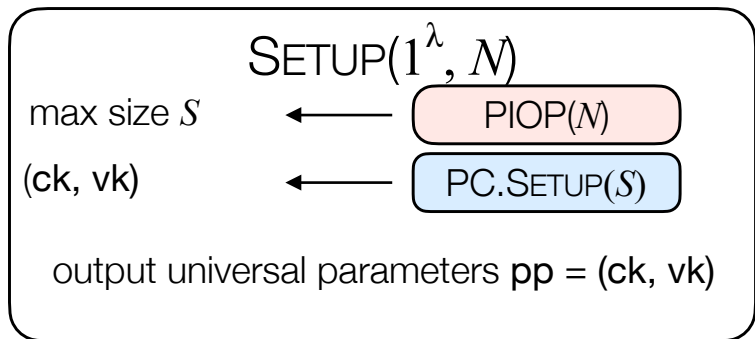 SETUP(1^λ, N)
max size S ← PIOP(N)
(ck, vk) ← PC.SETUP(S)
output universal parameters pp = (ck, vk)